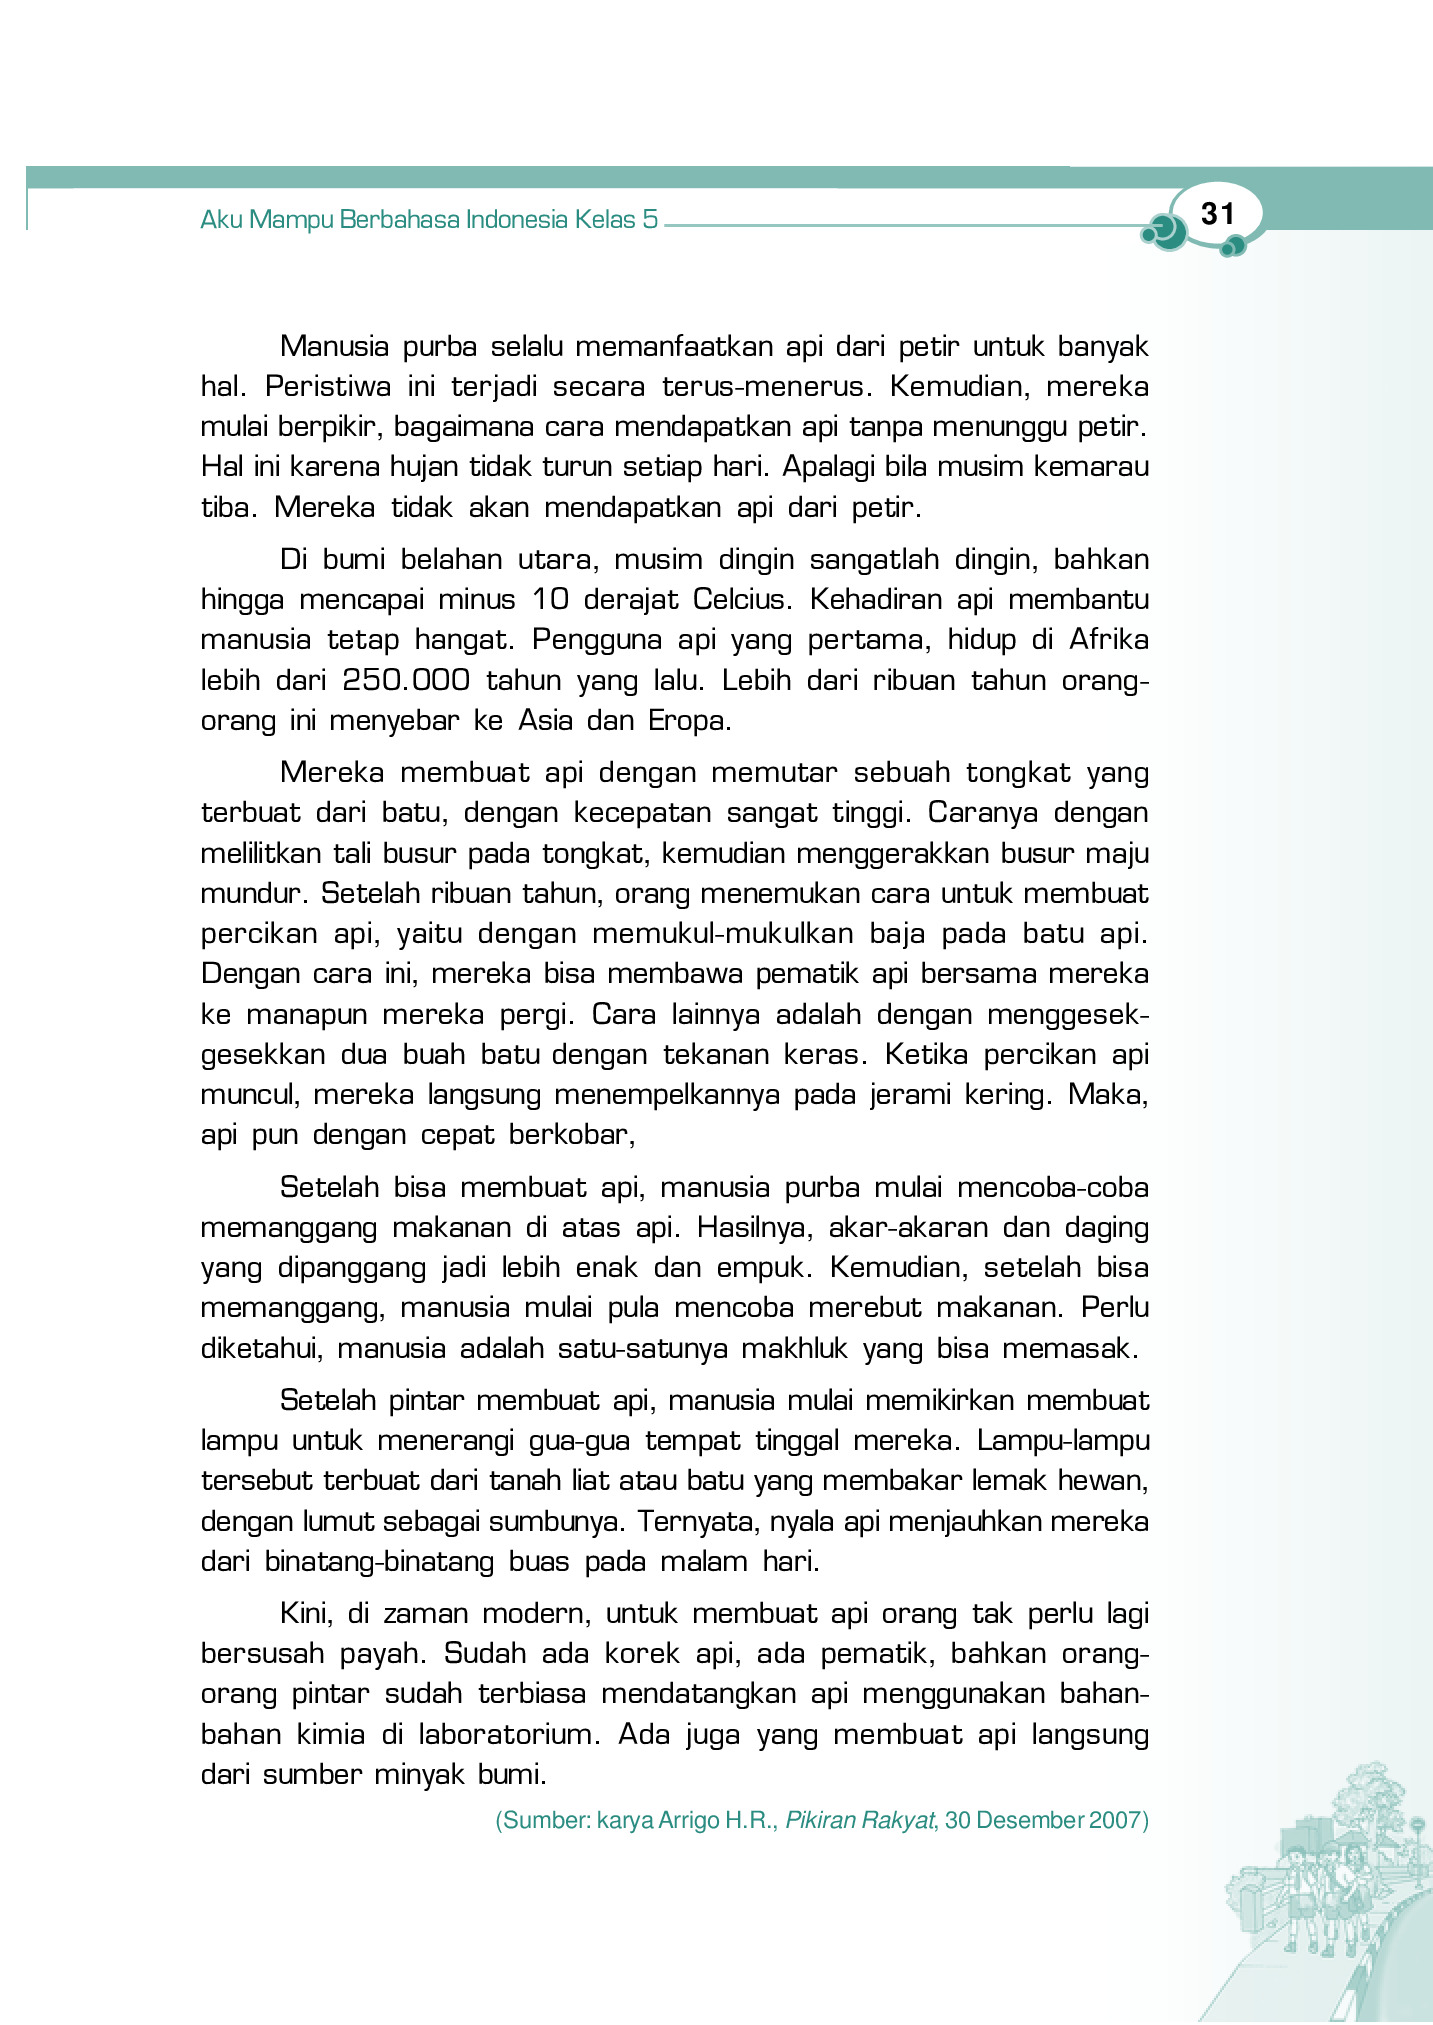 Aku Mampu Berbahasa Indonesia Kelas 5
31
Manusia purba selalu memanfaatkan api dari petir untuk banyak
hal. Peristiwa ini terjadi secara terus-menerus. Kemudian, mereka
mulai berpikir, bagaimana cara mendapatkan api tanpa menunggu petir.
Hal ini karena hujan tidak turun setiap hari. Apalagi bila musim kemarau
tiba. Mereka tidak akan mendapatkan api dari petir.
Di bumi belahan utara, musim dingin sangatlah dingin, bahkan
hingga mencapai minus 10 derajat Celcius. Kehadiran api membantu
manusia tetap hangat. Pengguna api yang pertama, hidup di Afrika
lebih dari 250.000 tahun yang lalu. Lebih dari ribuan tahun orang-
orang ini menyebar ke Asia dan Eropa.
Mereka membuat api dengan memutar sebuah tongkat yang
terbuat dari batu, dengan kecepatan sangat tinggi. Caranya dengan
melilitkan tali busur pada tongkat, kemudian menggerakkan busur maju
mundur. Setelah ribuan tahun, orang menemukan cara untuk membuat
percikan api, yaitu dengan memukul-mukulkan baja pada batu api.
Dengan cara ini, mereka bisa membawa pematik api bersama mereka
ke manapun mereka pergi. Cara lainnya adalah dengan menggesek-
gesekkan dua buah batu dengan tekanan keras. Ketika percikan api
muncul, mereka langsung menempelkannya pada jerami kering. Maka,
api pun dengan cepat berkobar,
Setelah bisa membuat api, manusia purba mulai mencoba-coba
memanggang makanan di atas api. Hasilnya, akar-akaran dan daging
yang dipanggang jadi lebih enak dan empuk. Kemudian, setelah bisa
memanggang, manusia mulai pula mencoba merebut makanan. Perlu
diketahui, manusia adalah satu-satunya makhluk yang bisa memasak.
Setelah pintar membuat api, manusia mulai memikirkan membuat
lampu untuk menerangi gua-gua tempat tinggal mereka. Lampu-lampu
tersebut terbuat dari tanah liat atau batu yang membakar lemak hewan,
dengan lumut sebagai sumbunya. Ternyata, nyala api menjauhkan mereka
dari binatang-binatang buas pada malam hari.
Kini, di zaman modern, untuk membuat api orang tak perlu lagi
bersusah payah. Sudah ada korek api, ada pematik, bahkan orang-
orang pintar sudah terbiasa mendatangkan api menggunakan bahan-
bahan kimia di laboratorium. Ada juga yang membuat api langsung
dari sumber minyak bumi.
(Sumber: karya Arrigo H.R., Pikiran Rakyat, 30 Desember 2007)